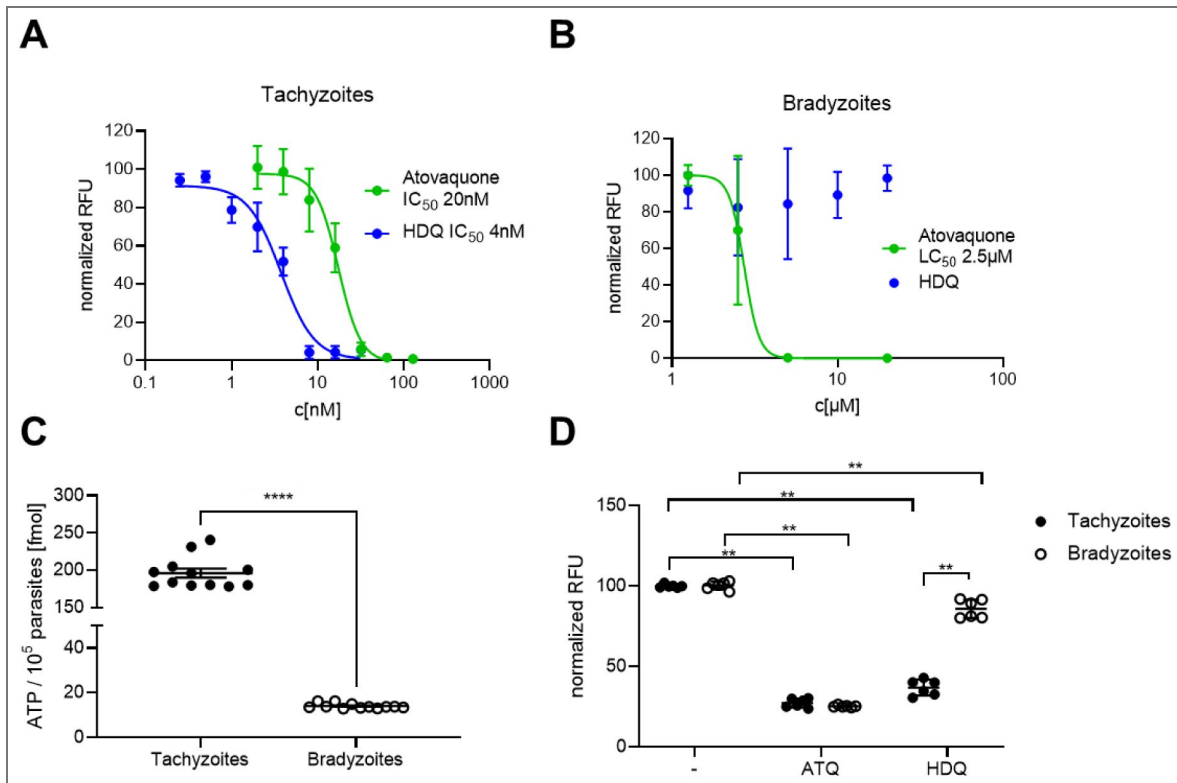 A
Tachyzoites
normalized RFU
120
100
80
60
40
20
0
0.1
1
10
100
1000
c[nM]
Atovaquone
IC50 20nM
HDQ IC50 4nM
B
Bradyzoites
normalized RFU
120
100
80
60
40
20
0
1
10
100
c[µM]
Atovaquone
LC50 2.5µM
HDQ
C
ATP / 10^5 parasites [fmol]
300
250
200
150
40
20
0
****
Tachyzoites
Bradyzoites
D
normalized RFU
150
100
50
0
**
**
**
**
**
-
ATQ
HDQ
Tachyzoites
Bradyzoites